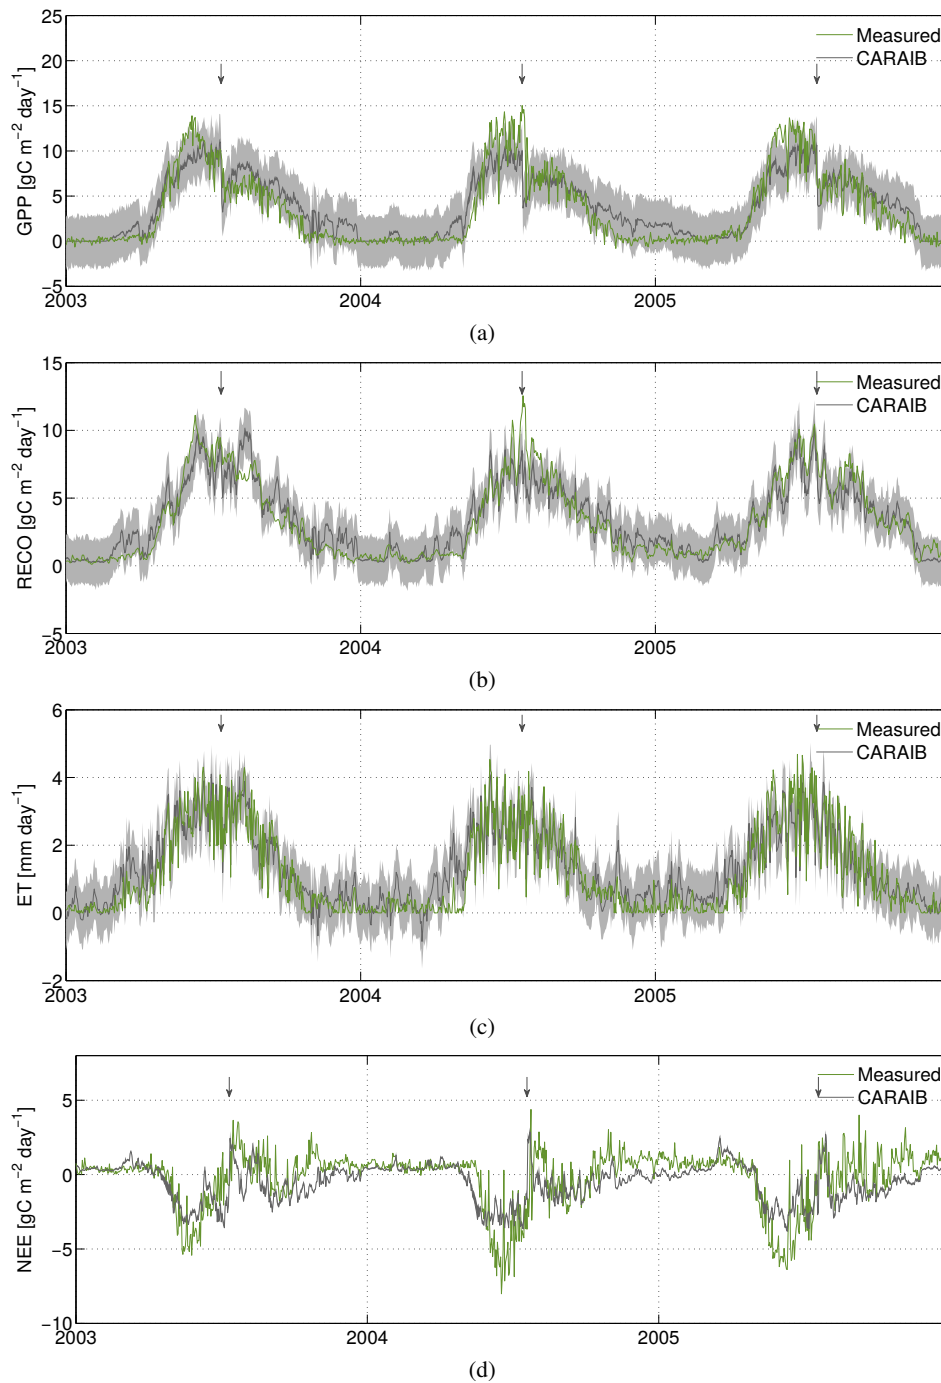 25
20
15
10
5
0
−5
GPP [gC m−2 day−1]
Measured
CARAIB
2003
2004
2005
(a)
15
10
5
0
−5
RECO [gC m−2 day−1]
Measured
CARAIB
2003
2004
2005
(b)
6
4
2
0
−2
ET [mm day−1]
Measured
CARAIB
2003
2004
2005
(c)
5
0
−5
−10
NEE [gC m−2 day−1]
Measured
CARAIB
2003
2004
2005
(d)